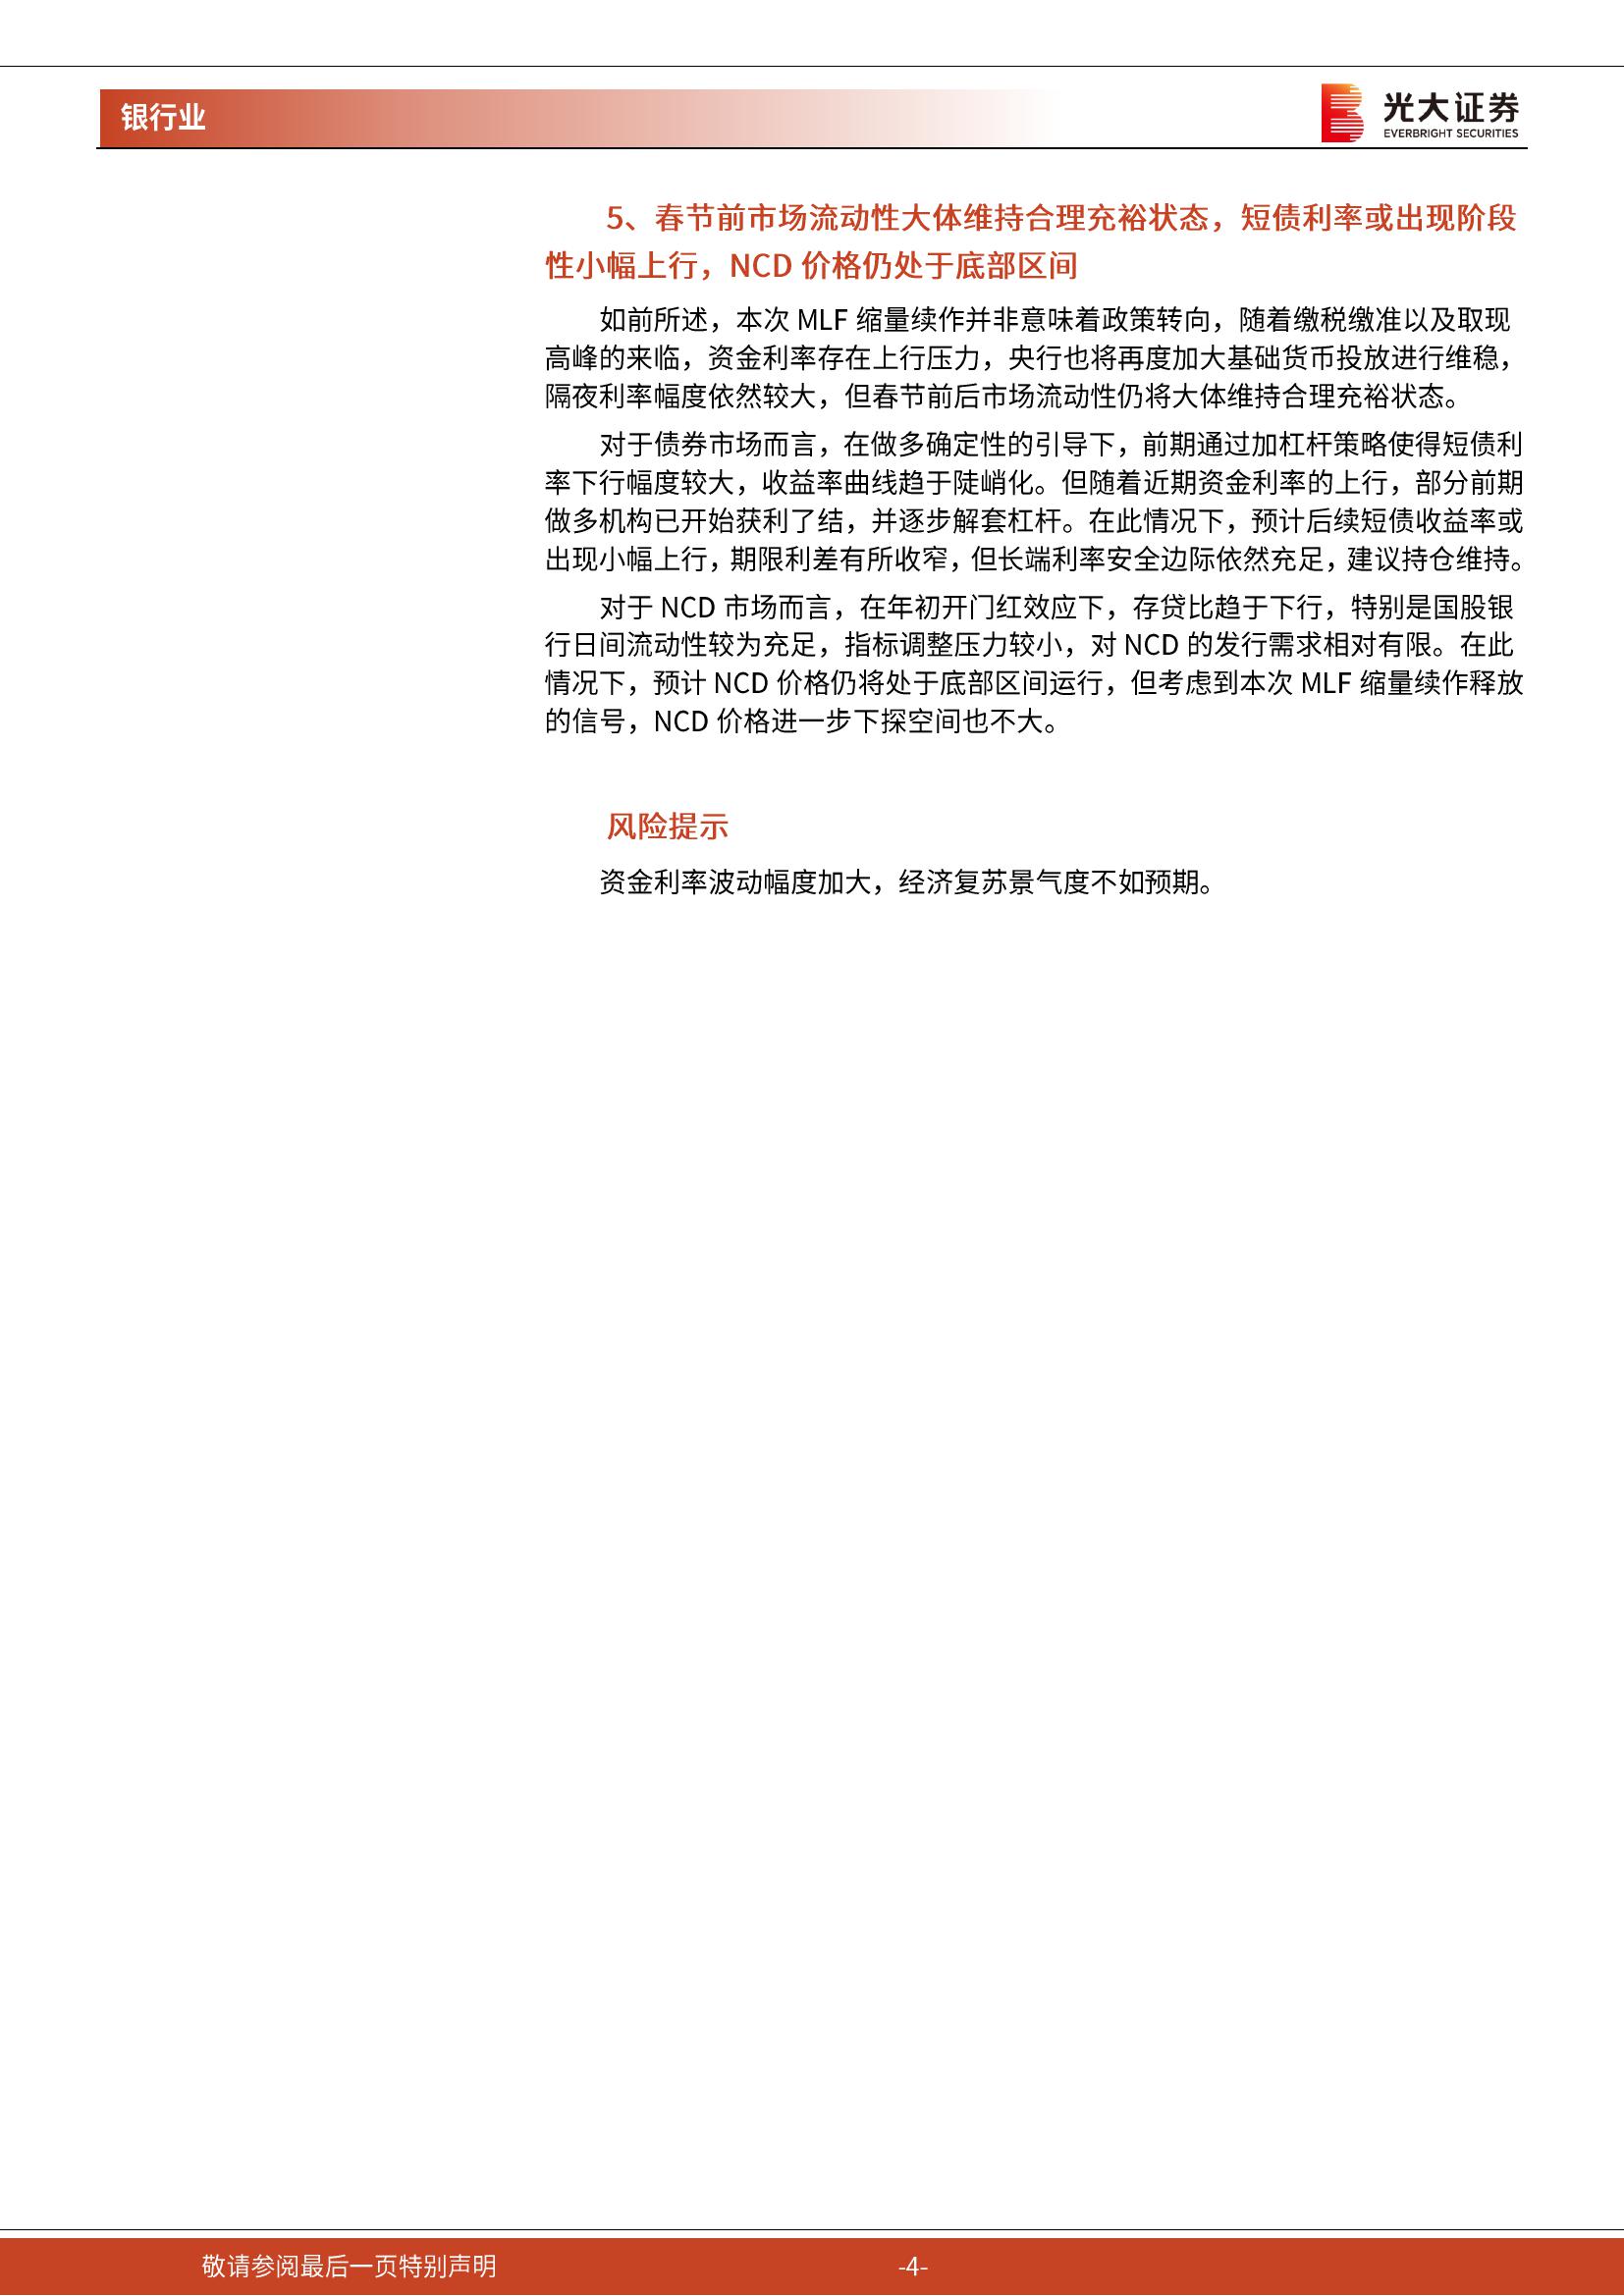 银行业
光大证券
EVERBRIGHT SECURITIES
5、春节前市场流动性大体维持合理充裕状态，短债利率或出现阶段
性小幅上行，NCD 价格仍处于底部区间
如前所述，本次 MLF 缩量续作并非意味着政策转向，随着缴税缴准以及取现
高峰的来临，资金利率存在上行压力，央行也将再度加大基础货币投放进行维稳，
隔夜利率幅度依然较大，但春节前后市场流动性仍将大体维持合理充裕状态。
对于债券市场而言，在做多确定性的引导下，前期通过加杠杆策略使得短债利
率下行幅度较大，收益率曲线趋于陡峭化。但随着近期资金利率的上行，部分前期
做多机构已开始获利了结，并逐步解套杠杆。在此情况下，预计后续短债收益率或
出现小幅上行，期限利差有所收窄，但长端利率安全边际依然充足，建议持仓维持。
对于 NCD 市场而言，在年初开门红效应下，存贷比趋于下行，特别是国股银
行日间流动性较为充足，指标调整压力较小，对 NCD 的发行需求相对有限。在此
情况下，预计 NCD 价格仍将处于底部区间运行，但考虑到本次 MLF 缩量续作释放
的信号，NCD 价格进一步下探空间也不大。
风险提示
资金利率波动幅度加大，经济复苏景气度不如预期。
敬请参阅最后一页特别声明
-4-